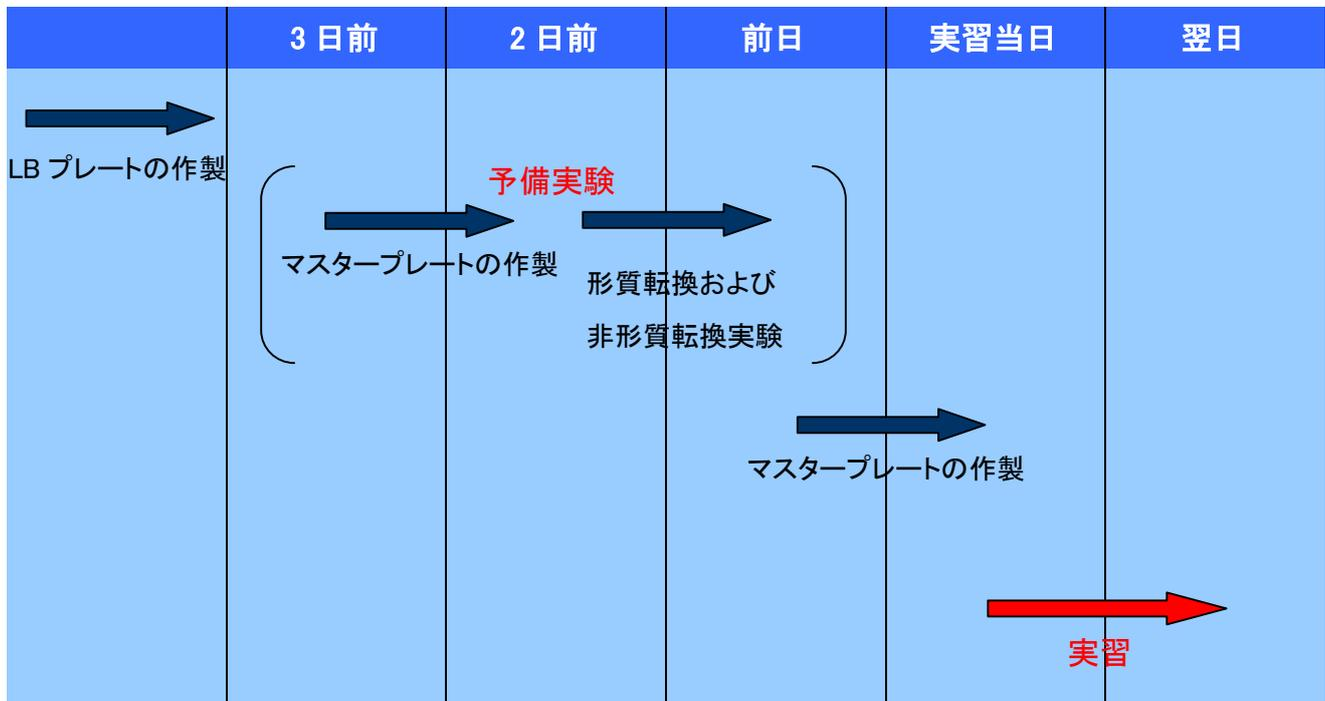 3 日前
2 日前
前日
実習当日
翌日
LB プレートの作製
予備実験
マスタープレートの作製
形質転換および
非形質転換実験
マスタープレートの作製
実習